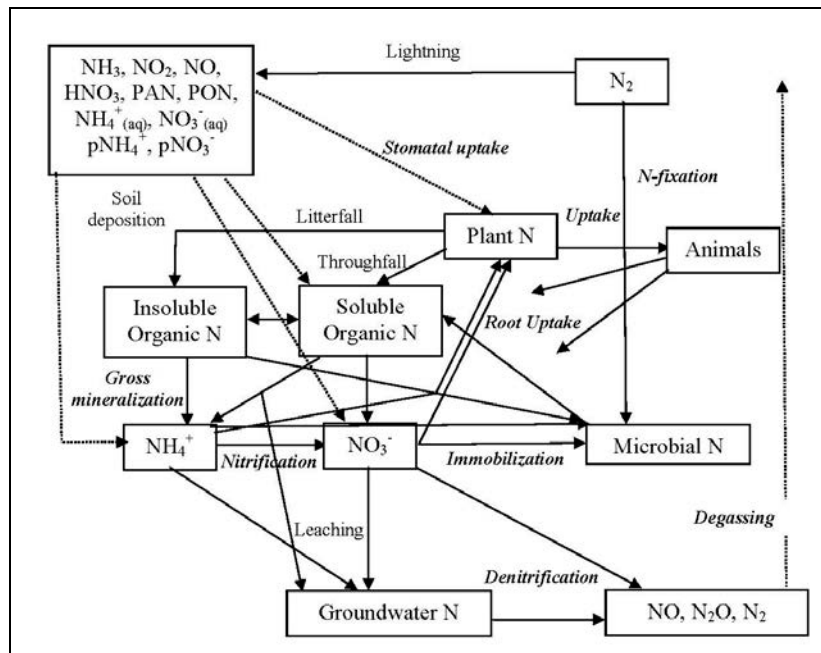 Lightning
NH₃, NO₂, NO,
HNO₃, PAN, PON,
NH₄⁺ (aq), NO₃⁻ (aq)
pNH₄⁺, pNO₃⁻
N₂
Stomatal uptake
N-fixation
Soil
deposition
Litterfall
Plant N
Uptake
Animals
Throughfall
Insoluble
Organic N
Soluble
Organic N
Root Uptake
Gross
mineralization
NH₄⁺
Nitrification
NO₃⁻
Immobilization
Microbial N
Degassing
Leaching
Denitrification
Groundwater N
NO, N₂O, N₂